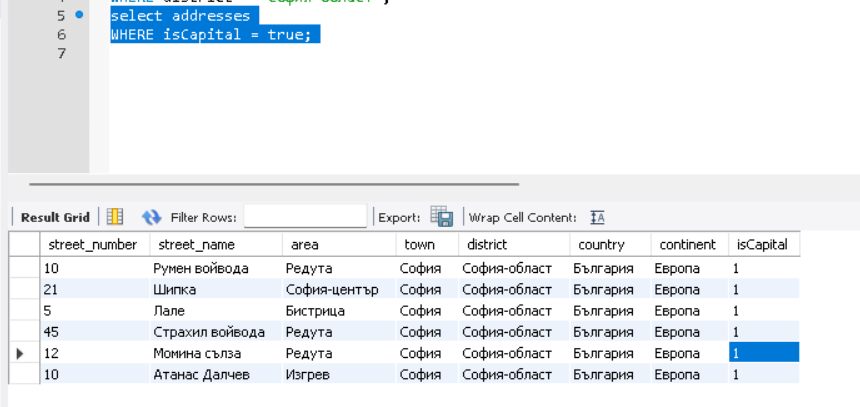 5 select addresses
6 WHERE isCapital = true;
7
Result Grid Filter Rows: Export: Wrap Cell Content:
street_number street_name area town district country continent isCapital
10 Румен войвода Редута София София-област България Европа 1
21 Шипка София-център София София-област България Европа 1
5 Лале Бистрица София София-област България Европа 1
45 Страхил войвода Редута София София-област България Европа 1
12 Момина сълза Редута София София-област България Европа 1
10 Атанас Далчев Изгрев София София-област България Европа 1